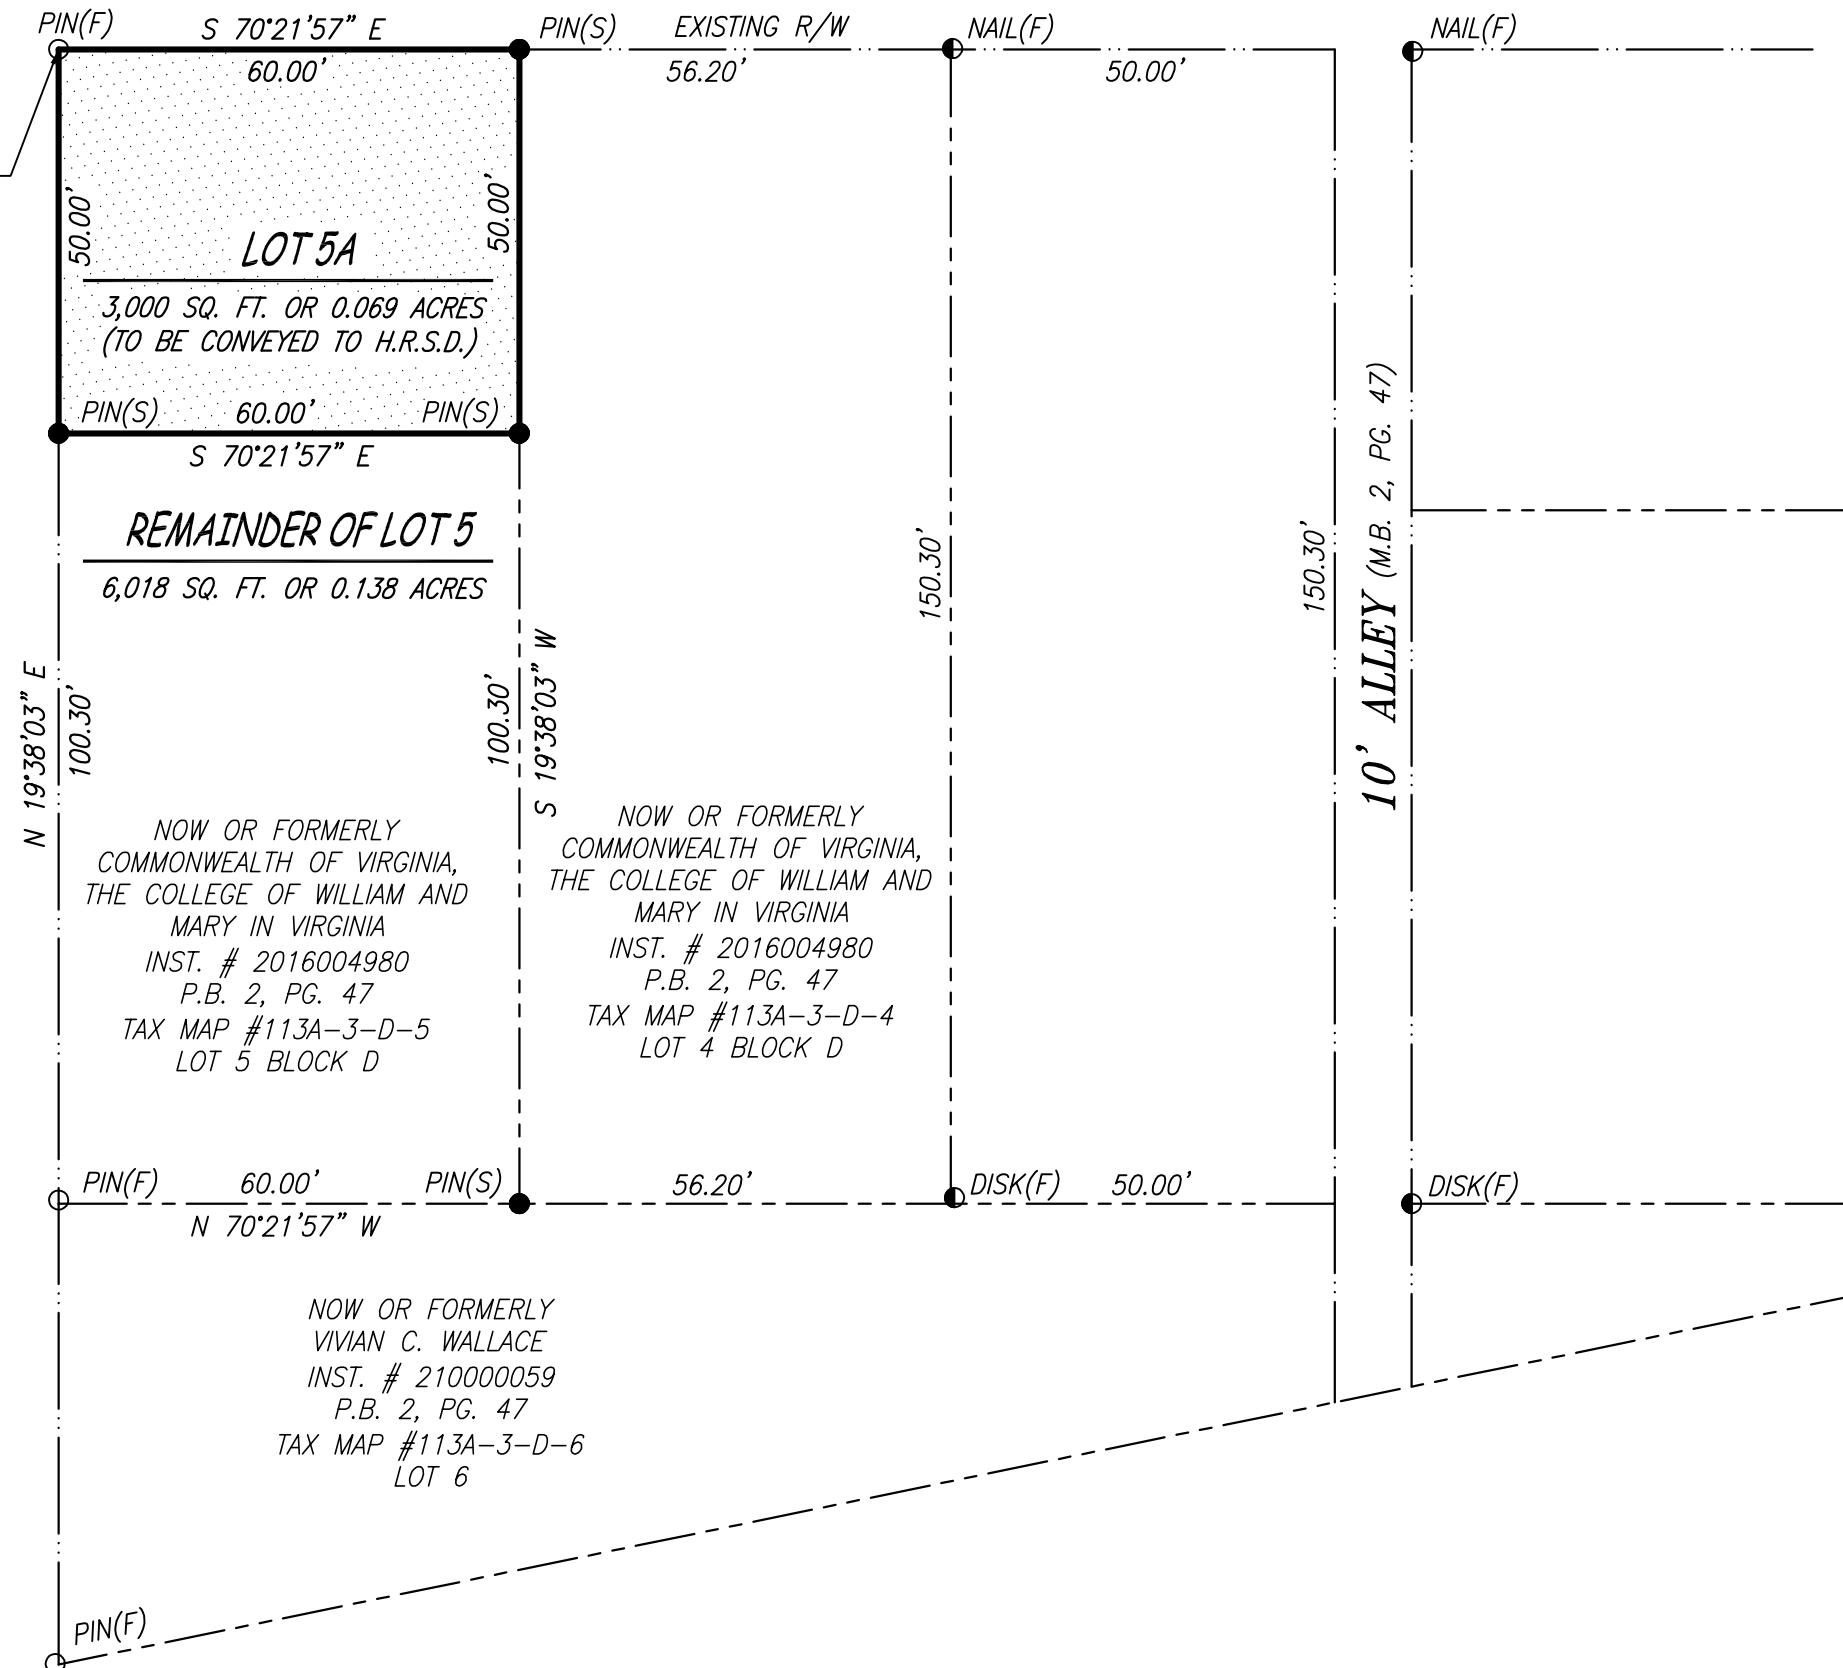 PIN(F)
S 70°21'57" E
PIN(S)
EXISTING R/W
NAIL(F)
NAIL(F)
60.00'
56.20'
50.00'
50.00'
50.00'
LOT 5A
3,000 SQ. FT. OR 0.069 ACRES
(TO BE CONVEYED TO H.R.S.D.)
PIN(S)
60.00'
PIN(S)
S 70°21'57" E
REMAINDER OF LOT 5
6,018 SQ. FT. OR 0.138 ACRES
N 19°38'03" E
100.30'
100.30'
S 19°38'03" W
150.30'
150.30'
10' ALLEY (M.B. 2, PG. 47)
NOW OR FORMERLY
COMMONWEALTH OF VIRGINIA,
THE COLLEGE OF WILLIAM AND
MARY IN VIRGINIA
INST. # 2016004980
P.B. 2, PG. 47
TAX MAP #113A-3-D-5
LOT 5 BLOCK D
NOW OR FORMERLY
COMMONWEALTH OF VIRGINIA,
THE COLLEGE OF WILLIAM AND
MARY IN VIRGINIA
INST. # 2016004980
P.B. 2, PG. 47
TAX MAP #113A-3-D-4
LOT 4 BLOCK D
PIN(F)
60.00'
PIN(S)
56.20'
DISK(F)
50.00'
DISK(F)
N 70°21'57" W
NOW OR FORMERLY
VIVIAN C. WALLACE
INST. # 210000059
P.B. 2, PG. 47
TAX MAP #113A-3-D-6
LOT 6
PIN(F)